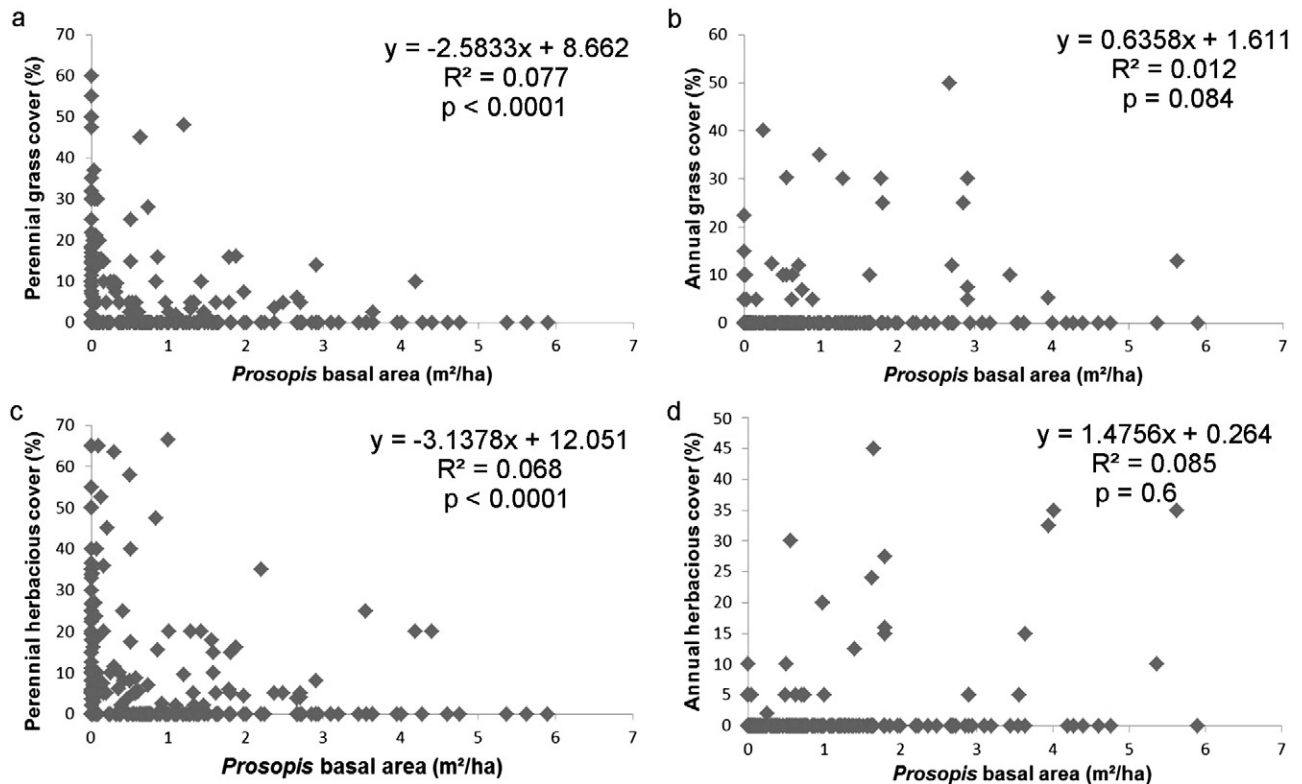 a
y = -2.5833x + 8.662
R² = 0.077
p < 0.0001
Perennial grass cover (%)
70
60
50
40
30
20
10
0
0 1 2 3 4 5 6 7
Prosopis basal area (m²/ha)
b
y = 0.6358x + 1.611
R² = 0.012
p = 0.084
Annual grass cover (%)
60
50
40
30
20
10
0
0 1 2 3 4 5 6 7
Prosopis basal area (m²/ha)
c
y = -3.1378x + 12.051
R² = 0.068
p < 0.0001
Perennial herbacious cover (%)
70
60
50
40
30
20
10
0
0 1 2 3 4 5 6 7
Prosopis basal area (m²/ha)
d
y = 1.4756x + 0.264
R² = 0.085
p = 0.6
Annual herbacious cover (%)
50
45
40
35
30
25
20
15
10
5
0
0 1 2 3 4 5 6 7
Prosopis basal area (m²/ha)